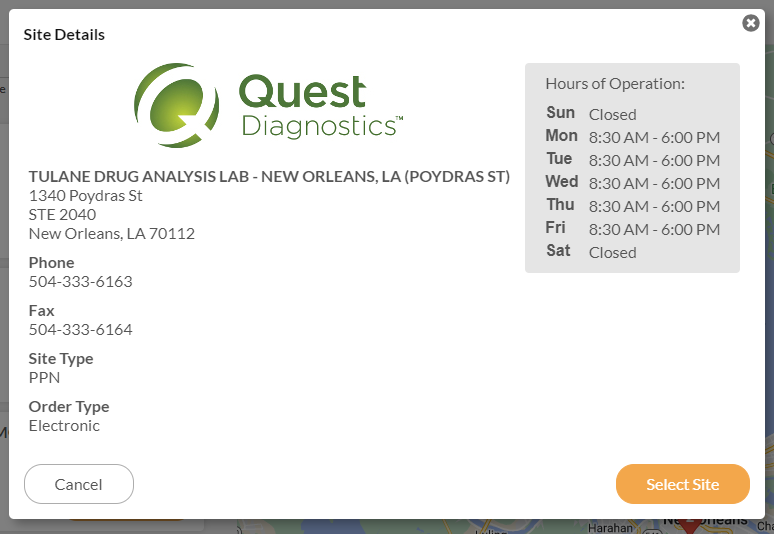 Site Details
Quest
Diagnostics™
TULANE DRUG ANALYSIS LAB - NEW ORLEANS, LA (POYDRAS ST)
1340 Poydras St
STE 2040
New Orleans, LA 70112
Phone
504-333-6163
Fax
504-333-6164
Site Type
PPN
Order Type
Electronic
Hours of Operation:
Sun Closed
Mon 8:30 AM - 6:00 PM
Tue 8:30 AM - 6:00 PM
Wed 8:30 AM - 6:00 PM
Thu 8:30 AM - 6:00 PM
Fri 8:30 AM - 6:00 PM
Sat Closed
Cancel
Select Site
Harahan